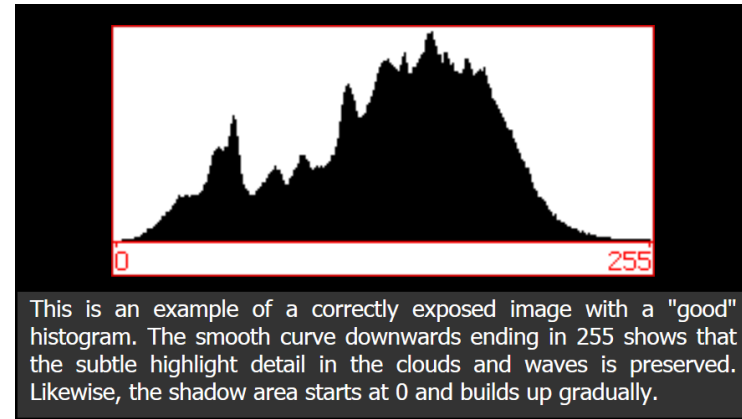 0 255
This is an example of a correctly exposed image with a "good"
histogram. The smooth curve downwards ending in 255 shows that
the subtle highlight detail in the clouds and waves is preserved.
Likewise, the shadow area starts at 0 and builds up gradually.